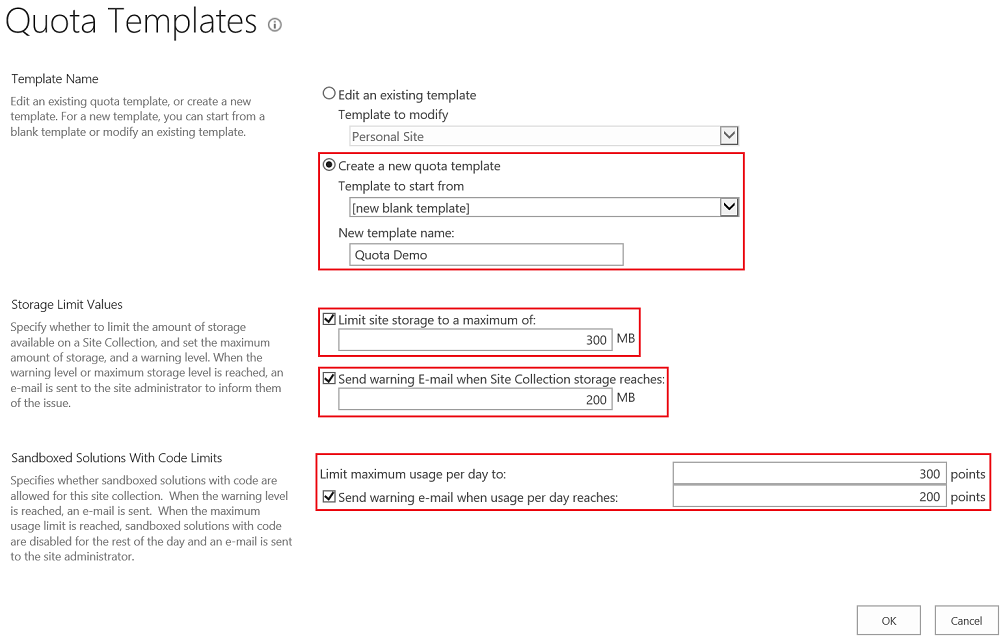 Quota Templates
Template Name
Edit an existing quota template, or create a new
template. For a new template, you can start from a
blank template or modify an existing template.
Edit an existing template
Template to modify
Personal Site
Create a new quota template
Template to start from
[new blank template]
New template name:
Quota Demo
Storage Limit Values
Specify whether to limit the amount of storage
available on a Site Collection, and set the maximum
amount of storage, and a warning level. When the
warning level or maximum storage level is reached, an
e-mail is sent to the site administrator to inform them
of the issue.
Limit site storage to a maximum of:
300 MB
Send warning E-mail when Site Collection storage reaches:
200 MB
Sandboxed Solutions With Code Limits
Specifies whether sandboxed solutions with code are
allowed for this site collection. When the warning level
is reached, an e-mail is sent. When the maximum
usage limit is reached, sandboxed solutions with code
are disabled for the rest of the day and an e-mail is sent
to the site administrator.
Limit maximum usage per day to: 300 points
Send warning e-mail when usage per day reaches: 200 points
OK Cancel